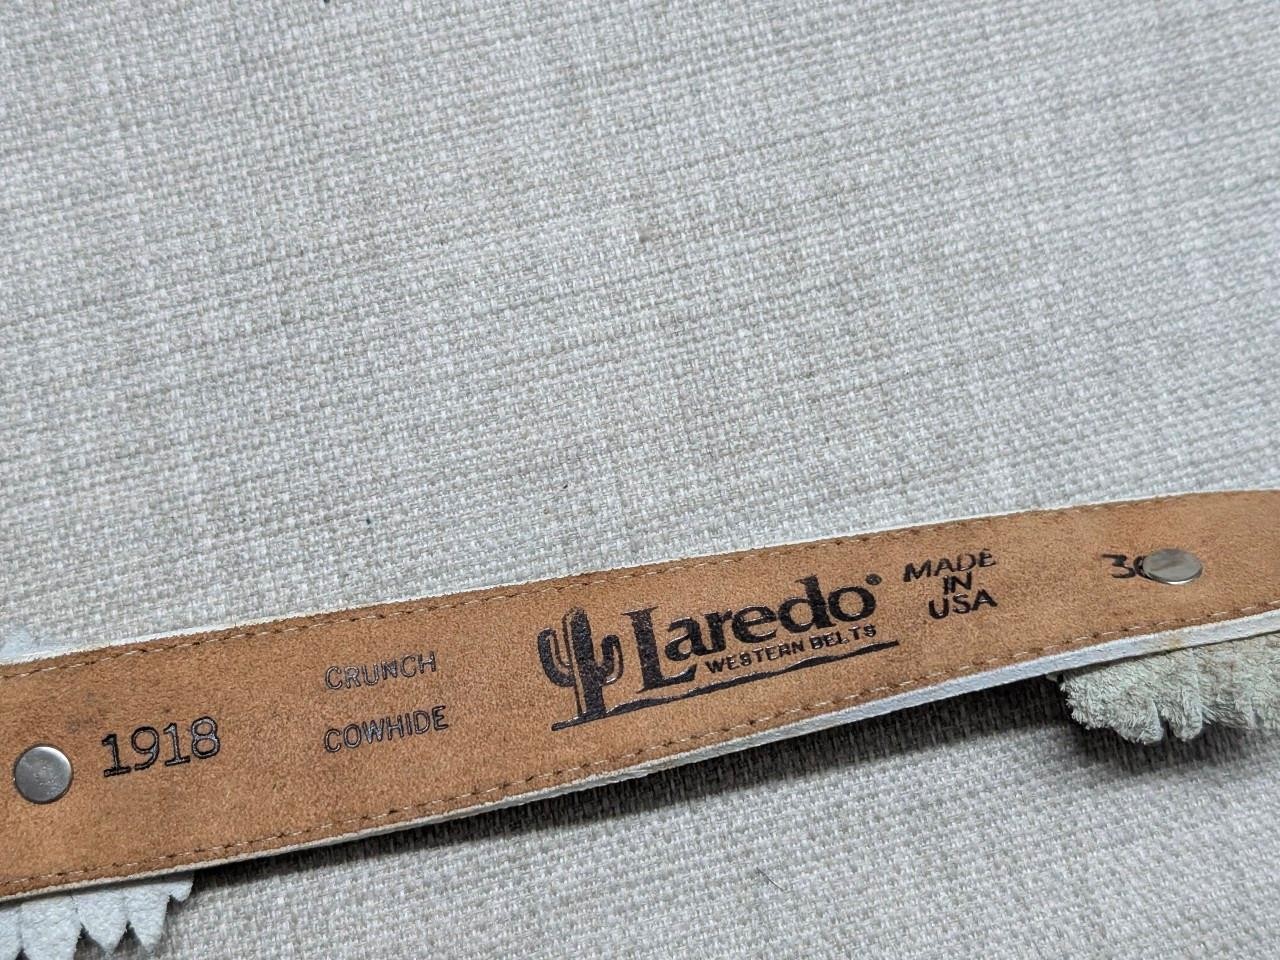 1918
CRUNCH
COWHIDE
Laredo®
WESTERN BELTS
MADE
IN
USA